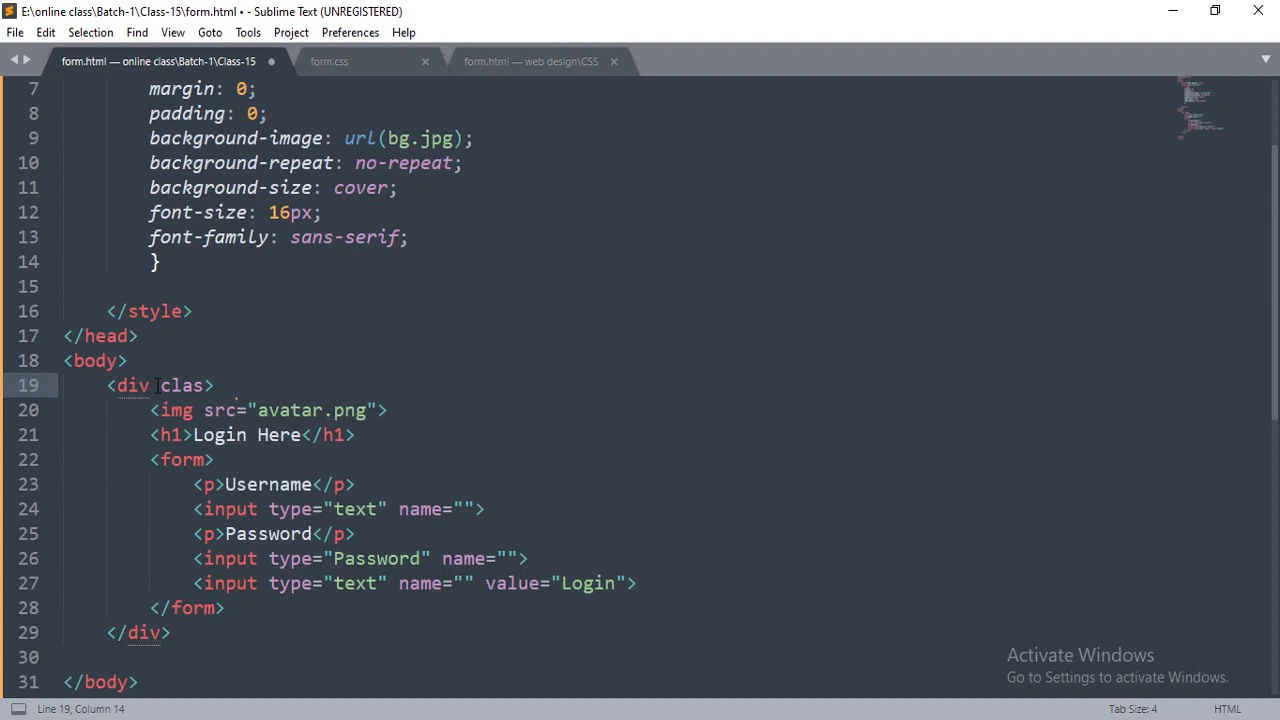 E:\online class\Batch-1\Class-15\form.html • - Sublime Text (UNREGISTERED)
File Edit Selection Find View Goto Tools Project Preferences Help
form.html — online class\Batch-1\Class-15 form.css form.html — web design\CSS
7 margin: 0;
8 padding: 0;
9 background-image: url(bg.jpg);
10 background-repeat: no-repeat;
11 background-size: cover;
12 font-size: 16px;
13 font-family: sans-serif;
14 }
15
16 </style>
17 </head>
18 <body>
19 <div clas>
20 <img src="avatar.png">
21 <h1>Login Here</h1>
22 <form>
23 <p>Username</p>
24 <input type="text" name="">
25 <p>Password</p>
26 <input type="Password" name="">
27 <input type="text" name="" value="Login">
28 </form>
29 </div>
30
31 </body>
Activate Windows
Go to Settings to activate Windows.
Line 19, Column 14 Tab Size: 4 HTML